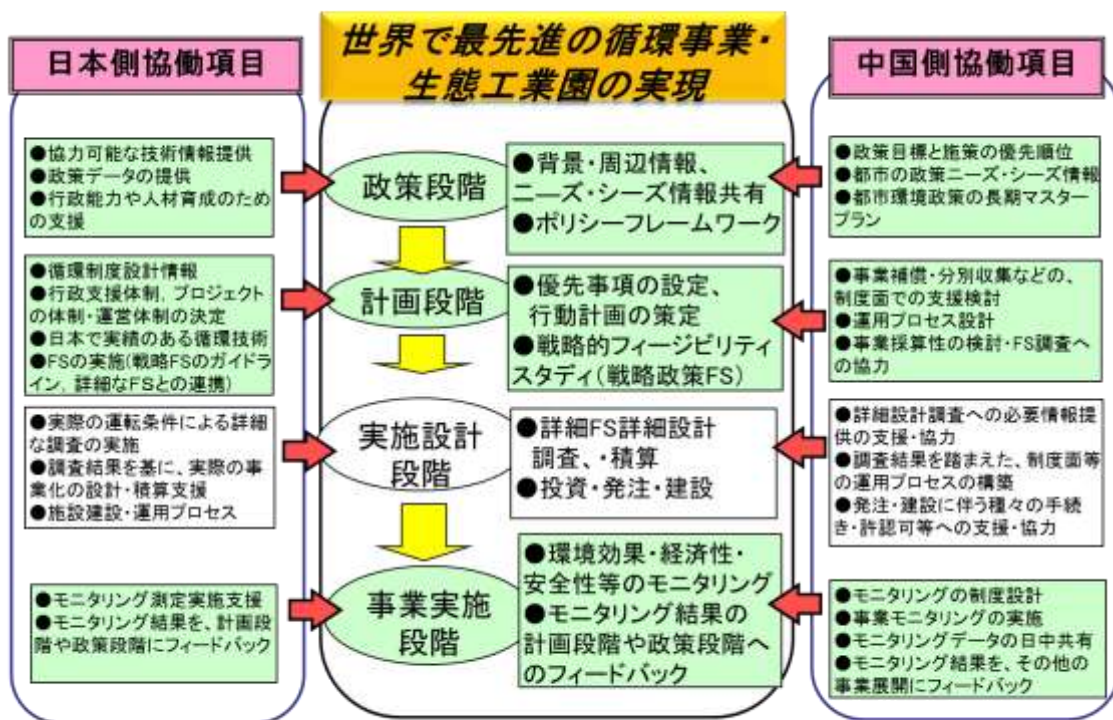 日本側協働項目
●協力可能な技術情報提供
●政策データの提供
●行政能力や人材育成のため
の支援
●循環制度設計情報
●行政支援体制，プロジェクト
の体制・運営体制の決定
●日本で実績のある循環技術
●FSの実施(戦略FSのガイドラ
イン，詳細なFSとの連携)
●実際の運転条件による詳細
な調査の実施
●調査結果を基に、実際の事
業化の設計・積算支援
●施設建設・運用プロセス
●モニタリング測定実施支援
●モニタリング結果を、計画段
階や政策段階にフィードバック
世界で最先進の循環事業・
生態工業園の実現
政策段階
●背景・周辺情報、
ニーズ・シーズ情報共有
●ポリシーフレームワーク
計画段階
●優先事項の設定、
行動計画の策定
●戦略的フィージビリティ
スタディ(戦略政策FS)
実施設計
段階
●詳細FS詳細設計
調査、・積算
●投資・発注・建設
事業実施
段階
●環境効果・経済性・
安全性等のモニタリング
●モニタリング結果の
計画段階や政策段階へ
のフィードバック
中国側協働項目
●政策目標と施策の優先順位
●都市の政策ニーズ・シーズ情報
●都市環境政策の長期マスター
プラン
●事業補償・分別収集などの、
制度面での支援検討
●運用プロセス設計
●事業採算性の検討・FS調査へ
の協力
●詳細設計調査への必要情報
提供の支援・協力
●調査結果を踏まえた、制度面等
の運用プロセスの構築
●発注・建設に伴う種々の手続
き・許認可等への支援・協力
●モニタリングの制度設計
●事業モニタリングの実施
●モニタリングデータの日中共有
●モニタリング結果を、その他の
事業展開にフィードバック